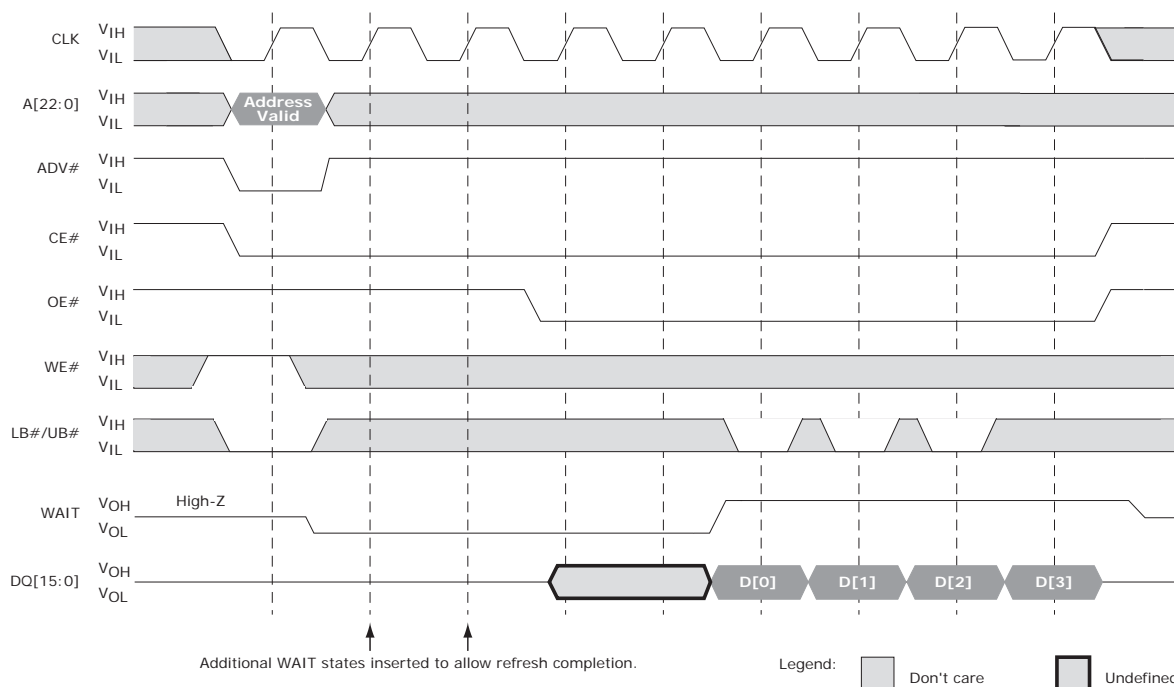 CLK VIH
VIL
A[22:0] VIH
VIL
Address
Valid
ADV# VIH
VIL
CE# VIH
VIL
OE# VIH
VIL
WE# VIH
VIL
LB#/UB# VIH
VIL
WAIT VOH
VOL
High-Z
DQ[15:0] VOH
VOL
D[0] D[1] D[2] D[3]
Additional WAIT states inserted to allow refresh completion.
Legend: Don't care Undefined